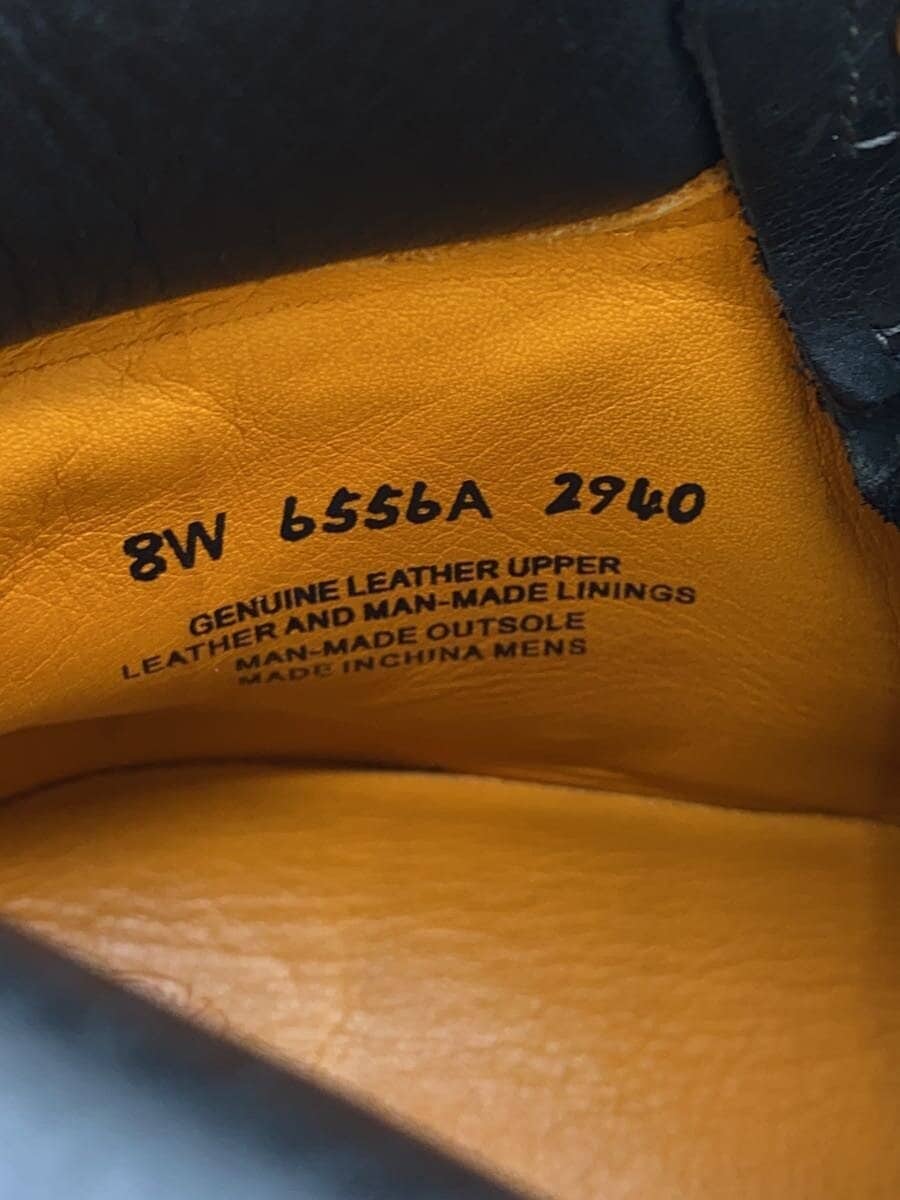 8W 6556A 2940
GENUINE LEATHER UPPER
LEATHER AND MAN-MADE LININGS
MAN-MADE OUTSOLE
MADE IN CHINA MENS